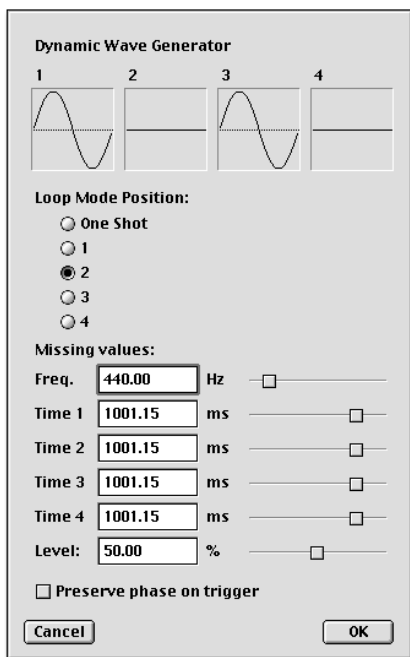 Dynamic Wave Generator
1 2 3 4
Loop Mode Position:
One Shot
1
2
3
4
Missing values:
Freq. 440.00 Hz
Time 1 1001.15 ms
Time 2 1001.15 ms
Time 3 1001.15 ms
Time 4 1001.15 ms
Level: 50.00 %
Preserve phase on trigger
Cancel OK